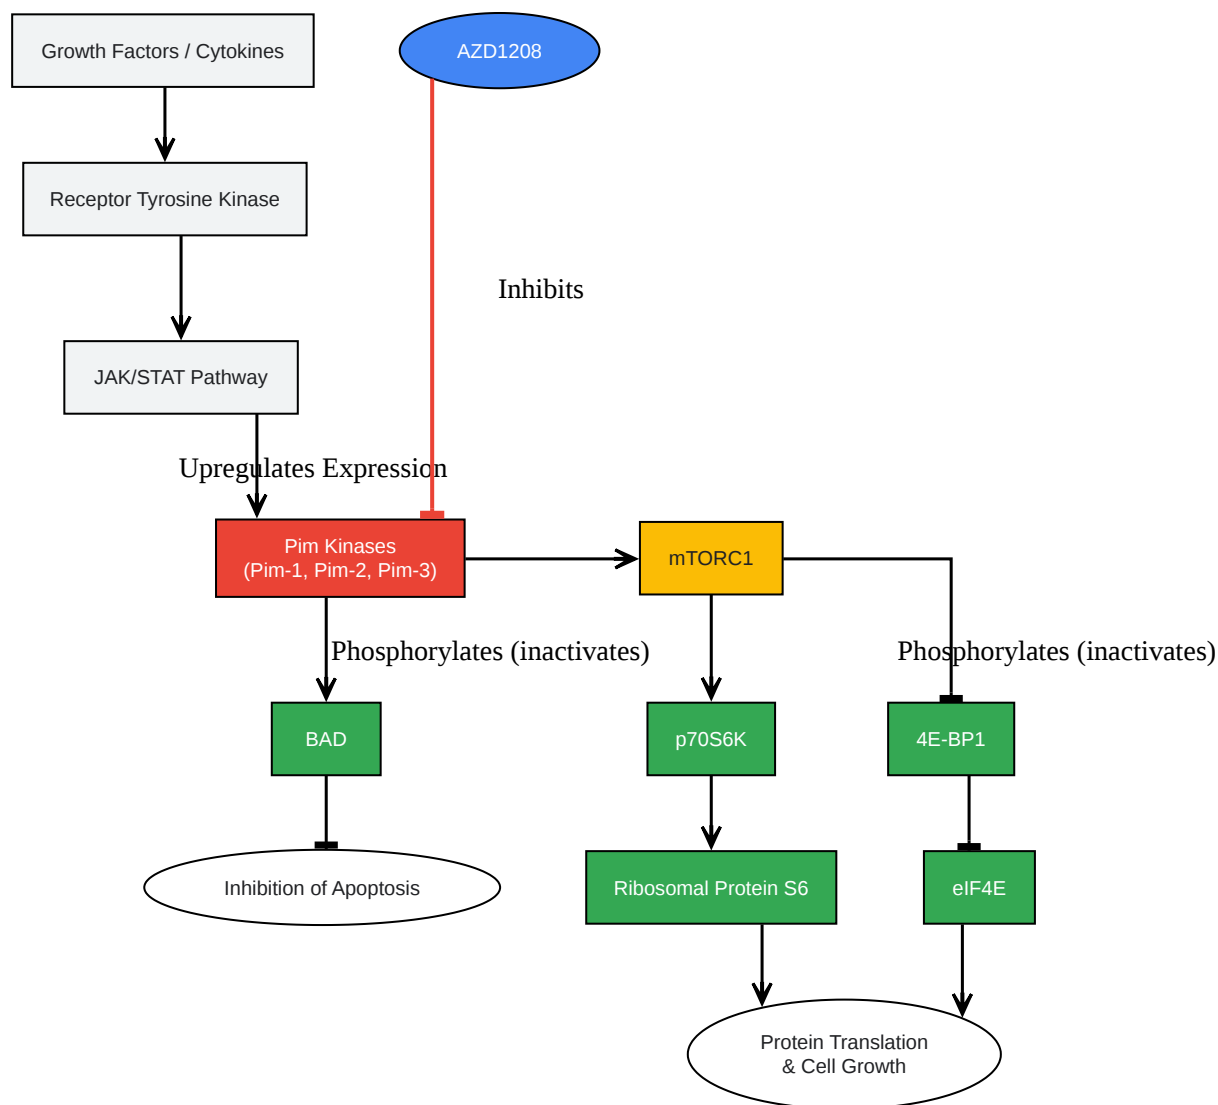 Growth Factors / Cytokines
AZD1208
Receptor Tyrosine Kinase
Inhibits
JAK/STAT Pathway
Upregulates Expression
Pim Kinases
(Pim-1, Pim-2, Pim-3)
mTORC1
Phosphorylates (inactivates)
Phosphorylates (inactivates)
BAD
p70S6K
4E-BP1
Inhibition of Apoptosis
Ribosomal Protein S6
eIF4E
Protein Translation
& Cell Growth